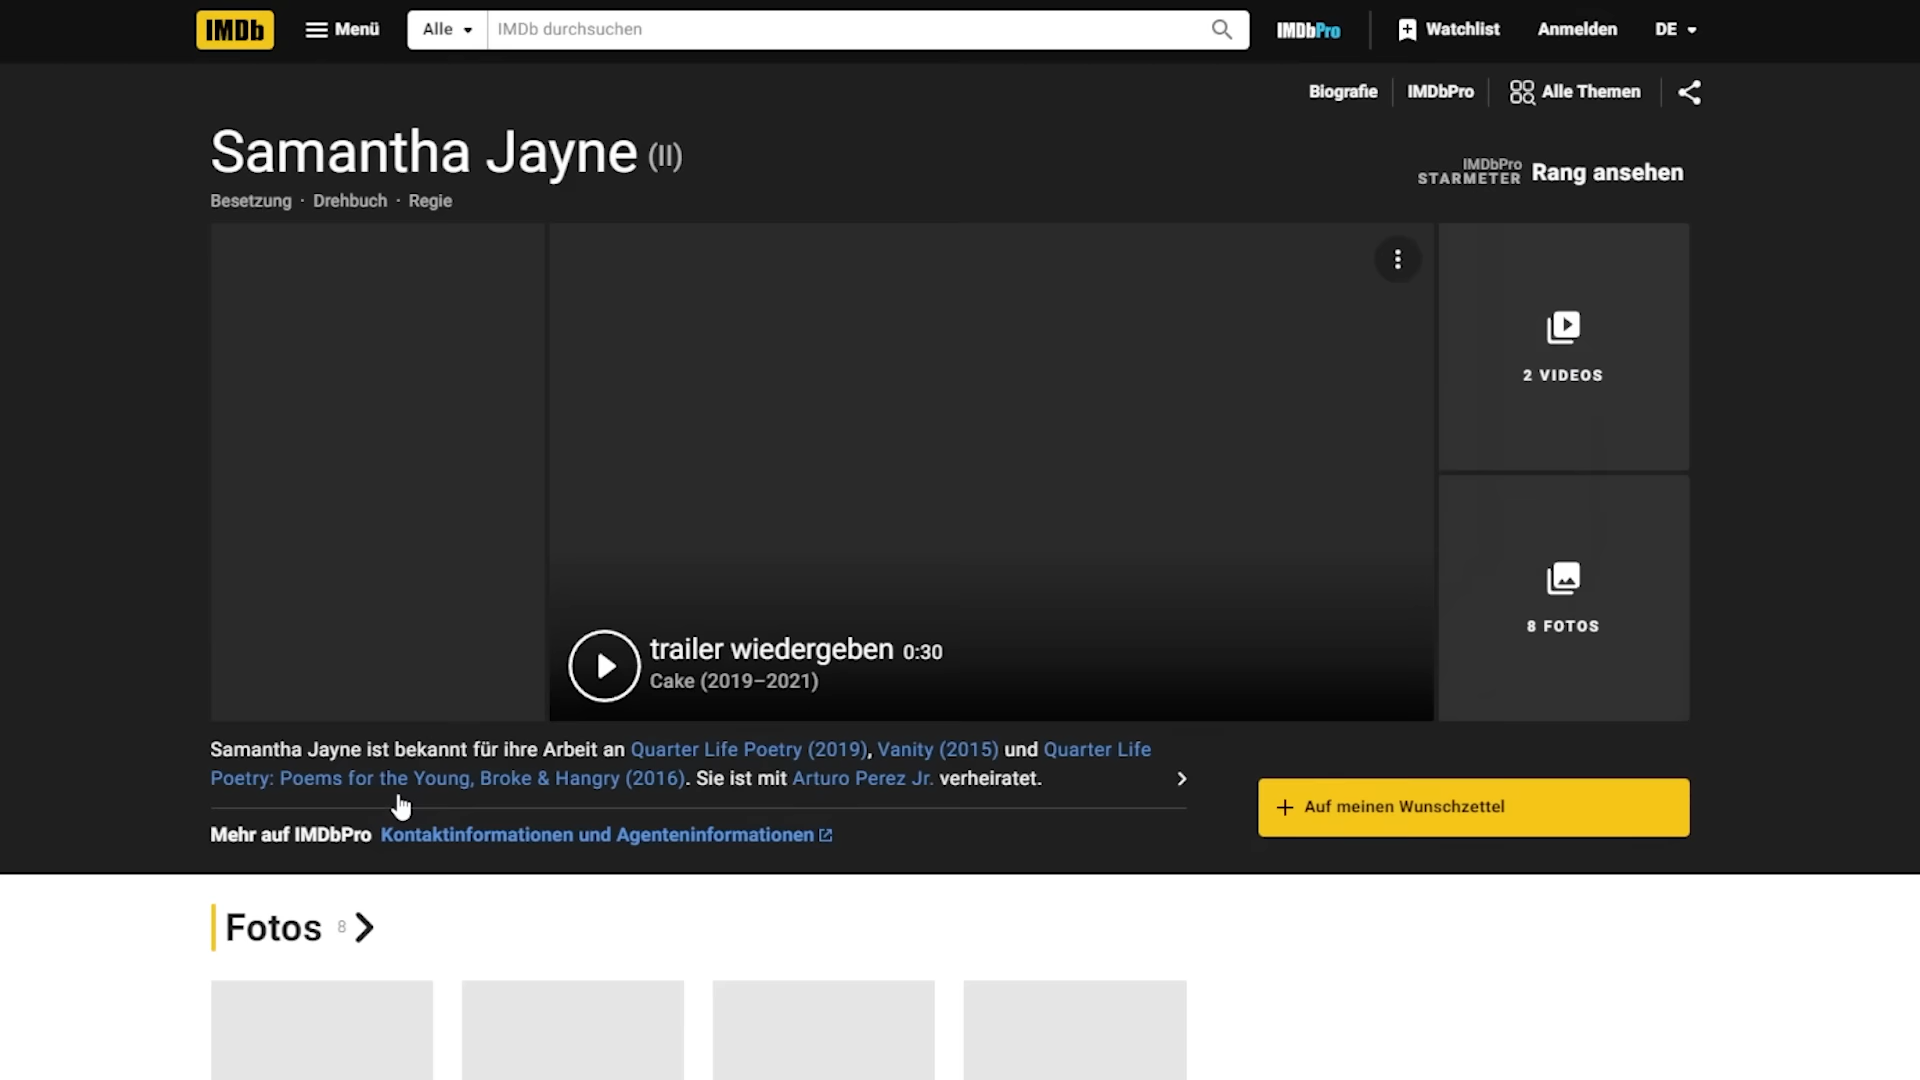 IMDb Menü Alle IMDb durchsuchen IMDbPro Watchlist Anmelden DE
Biografie IMDbPro Alle Themen
Samantha Jayne (II)
IMDbPro
STARMETER Rang ansehen
Besetzung · Drehbuch · Regie
2 VIDEOS
8 FOTOS
trailer wiedergeben 0:30
Cake (2019–2021)
Samantha Jayne ist bekannt für ihre Arbeit an Quarter Life Poetry (2019), Vanity (2015) und Quarter Life
Poetry: Poems for the Young, Broke & Hangry (2016). Sie ist mit Arturo Perez Jr. verheiratet.
Auf meinen Wunschzettel
Mehr auf IMDbPro Kontaktinformationen und Agenteninformationen
Fotos 8